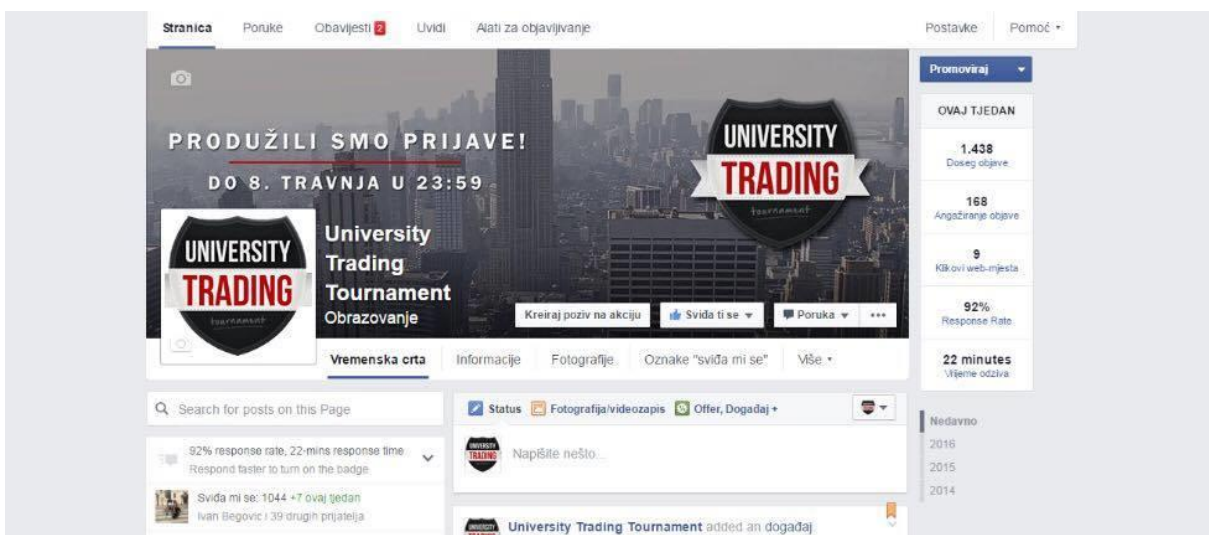 Stranica Poruke Obavijesti 2 Uvidi Alati za objavljivanje Postavke Pomoć
PRODUŽILI SMO PRIJAVE!
DO 8. TRAVNJA U 23:59
UNIVERSITY
TRADING
tournament
UNIVERSITY
TRADING
tournament
University
Trading
Tournament
Obrazovanje
Kreiraj poziv na akciju Sviđa ti se Poruka
Vremenska crta Informacije Fotografije Oznake "sviđa mi se" Više
Promoviraj
OVAJ TJEDAN
1.438
Doseg objave
168
Angažiranje objave
9
Klikovi web-mjesta
92%
Response Rate
22 minutes
Vrijeme odziva
Nedavno
2016
2015
2014
Search for posts on this Page
92% response rate, 22-mins response time
Respond faster to turn on the badge
Sviđa mi se: 1044 +7 ovaj tjedan
Ivan Begovic i 39 drugih prijatelja
Status Fotografija/videozapis Offer, Događaj +
UNIVERSITY
TRADING
Napišite nešto...
UNIVERSITY
TRADING
University Trading Tournament added an događaj